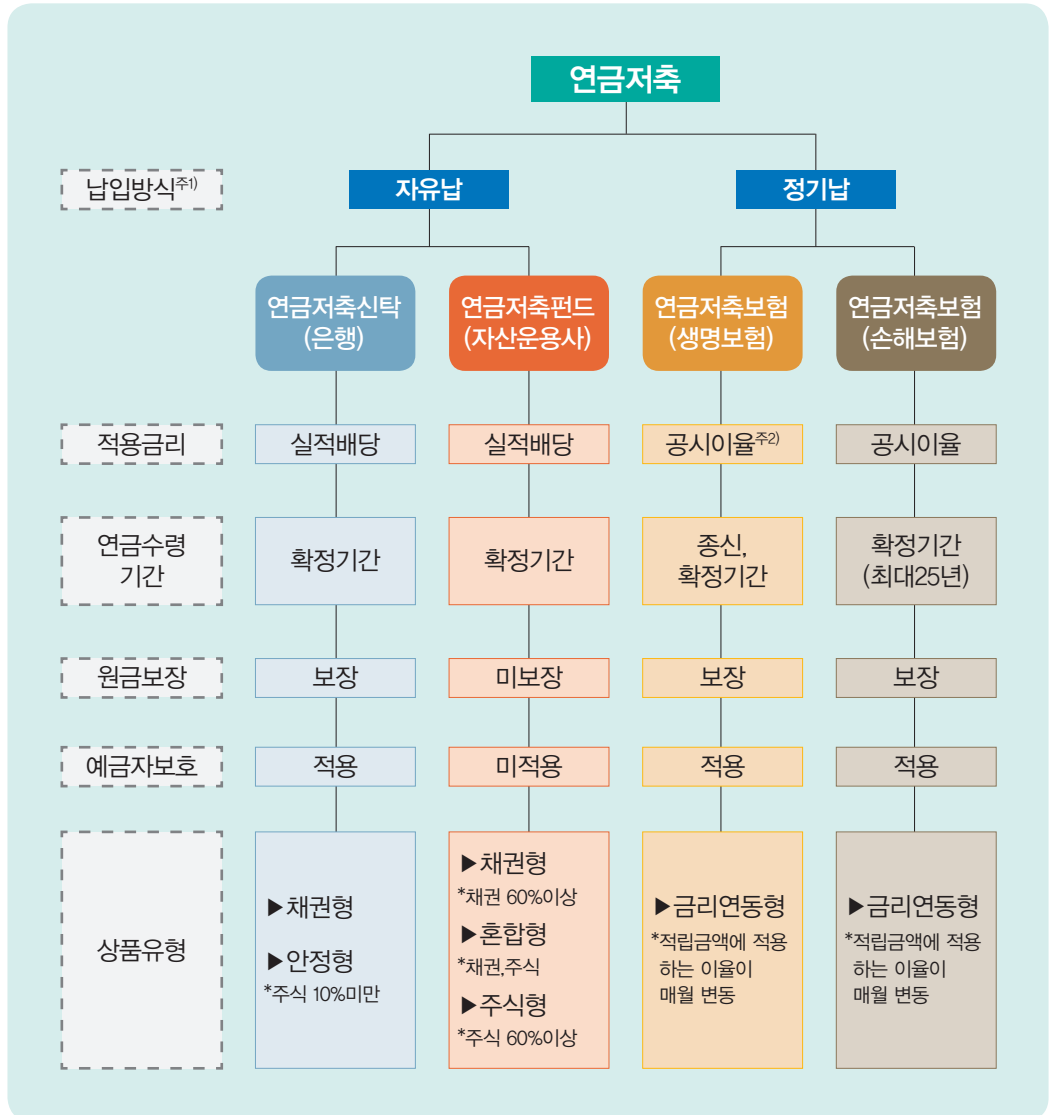 연금저축
납입방식주1)
자유납
정기납
연금저축신탁
(은행)
연금저축펀드
(자산운용사)
연금저축보험
(생명보험)
연금저축보험
(손해보험)
적용금리
실적배당
실적배당
공시이율주2)
공시이율
연금수령
기간
확정기간
확정기간
종신,
확정기간
확정기간
(최대25년)
원금보장
보장
미보장
보장
보장
예금자보호
적용
미적용
적용
적용
상품유형
▶채권형
▶안정형
*주식 10%미만
▶채권형
*채권 60%이상
▶혼합형
*채권,주식
▶주식형
*주식 60%이상
▶금리연동형
*적립금액에 적용
하는 이율이
매월 변동
▶금리연동형
*적립금액에 적용
하는 이율이
매월 변동